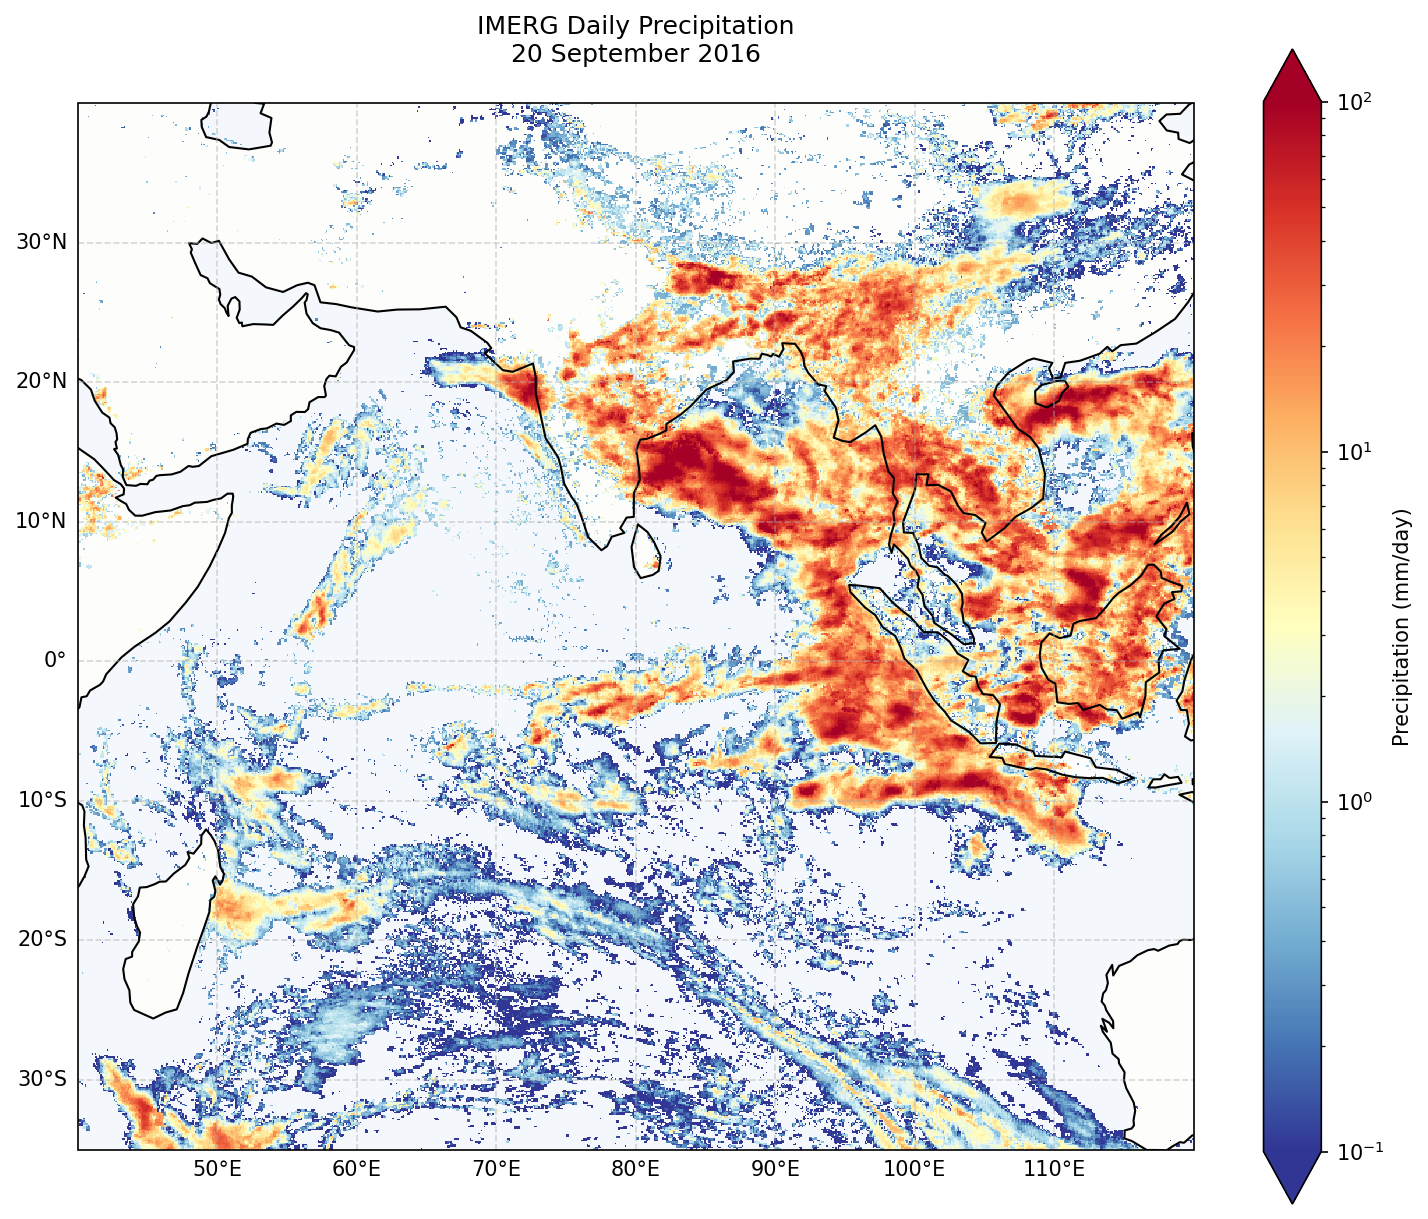 IMERG Daily Precipitation
20 September 2016
30°N
20°N
10°N
0°
10°S
20°S
30°S
50°E
60°E
70°E
80°E
90°E
100°E
110°E
10²
10¹
10⁰
10⁻¹
Precipitation (mm/day)